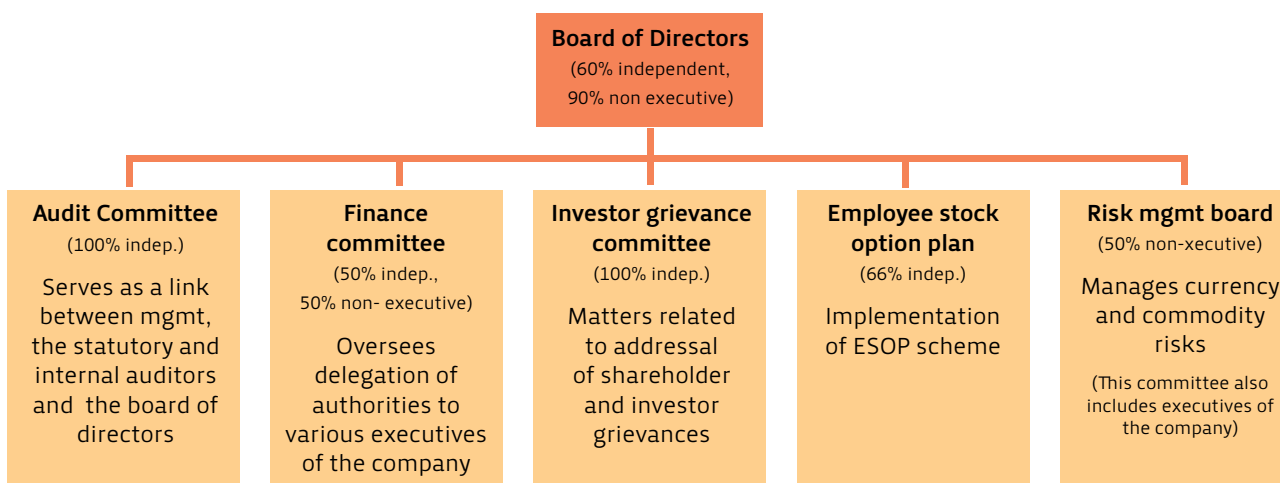 Board of Directors
(60% independent,
90% non executive)
Audit Committee
(100% indep.)
Serves as a link
between mgmt,
the statutory and
internal auditors
and the board of
directors
Finance
committee
(50% indep.,
50% non- executive)
Oversees
delegation of
authorities to
various executives
of the company
Investor grievance
committee
(100% indep.)
Matters related
to addressal
of shareholder
and investor
grievances
Employee stock
option plan
(66% indep.)
Implementation
of ESOP scheme
Risk mgmt board
(50% non-xecutive)
Manages currency
and commodity
risks
(This committee also
includes executives of
the company)